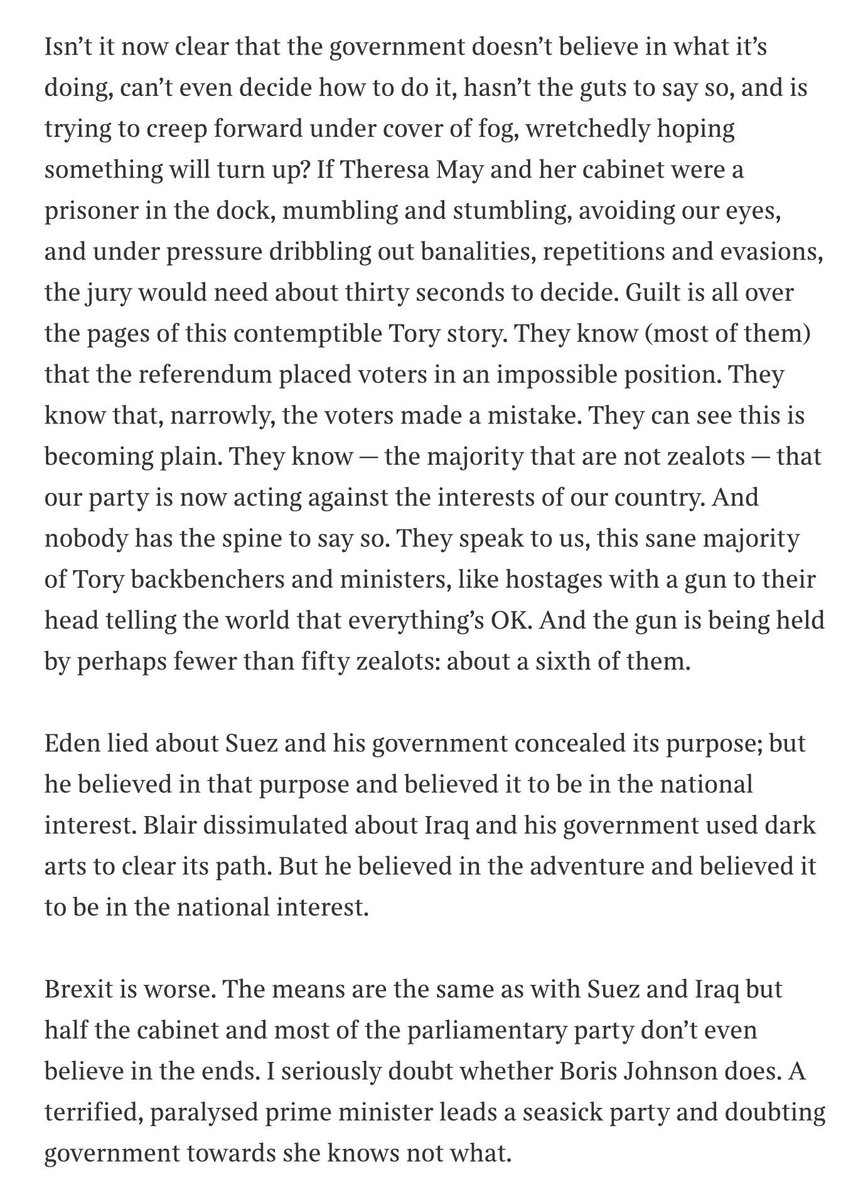 Isn’t it now clear that the government doesn’t believe in what it’s
doing, can’t even decide how to do it, hasn’t the guts to say so, and is
trying to creep forward under cover of fog, wretchedly hoping
something will turn up? If Theresa May and her cabinet were a
prisoner in the dock, mumbling and stumbling, avoiding our eyes,
and under pressure dribbling out banalities, repetitions and evasions,
the jury would need about thirty seconds to decide. Guilt is all over
the pages of this contemptible Tory story. They know (most of them)
that the referendum placed voters in an impossible position. They
know that, narrowly, the voters made a mistake. They can see this is
becoming plain. They know — the majority that are not zealots — that
our party is now acting against the interests of our country. And
nobody has the spine to say so. They speak to us, this sane majority
of Tory backbenchers and ministers, like hostages with a gun to their
head telling the world that everything’s OK. And the gun is being held
by perhaps fewer than fifty zealots: about a sixth of them.

Eden lied about Suez and his government concealed its purpose; but
he believed in that purpose and believed it to be in the national
interest. Blair dissimulated about Iraq and his government used dark
arts to clear its path. But he believed in the adventure and believed it
to be in the national interest.

Brexit is worse. The means are the same as with Suez and Iraq but
half the cabinet and most of the parliamentary party don’t even
believe in the ends. I seriously doubt whether Boris Johnson does. A
terrified, paralysed prime minister leads a seasick party and doubting
government towards she knows not what.